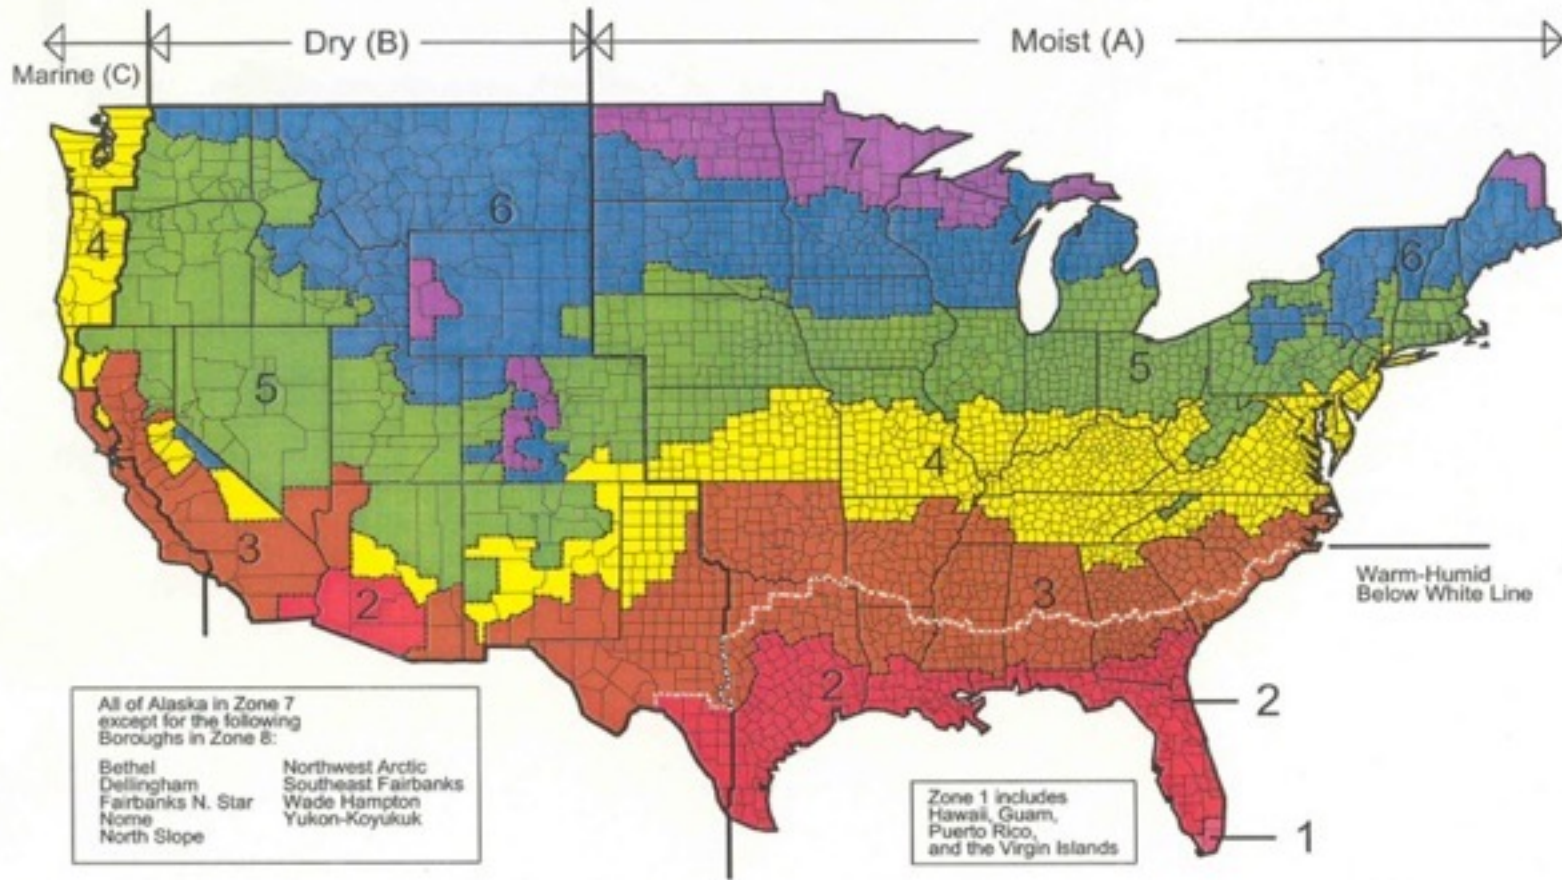 Dry (B)
Moist (A)
Marine (C)
7
6
4
6
5
5
4
3
3
2
2
2
1
Warm-Humid
Below White Line
All of Alaska in Zone 7
except for the following
Boroughs in Zone 8:
Bethel
Dellingham
Fairbanks N. Star
Nome
North Slope
Northwest Arctic
Southeast Fairbanks
Wade Hampton
Yukon-Koyukuk
Zone 1 includes
Hawaii, Guam,
Puerto Rico,
and the Virgin Islands